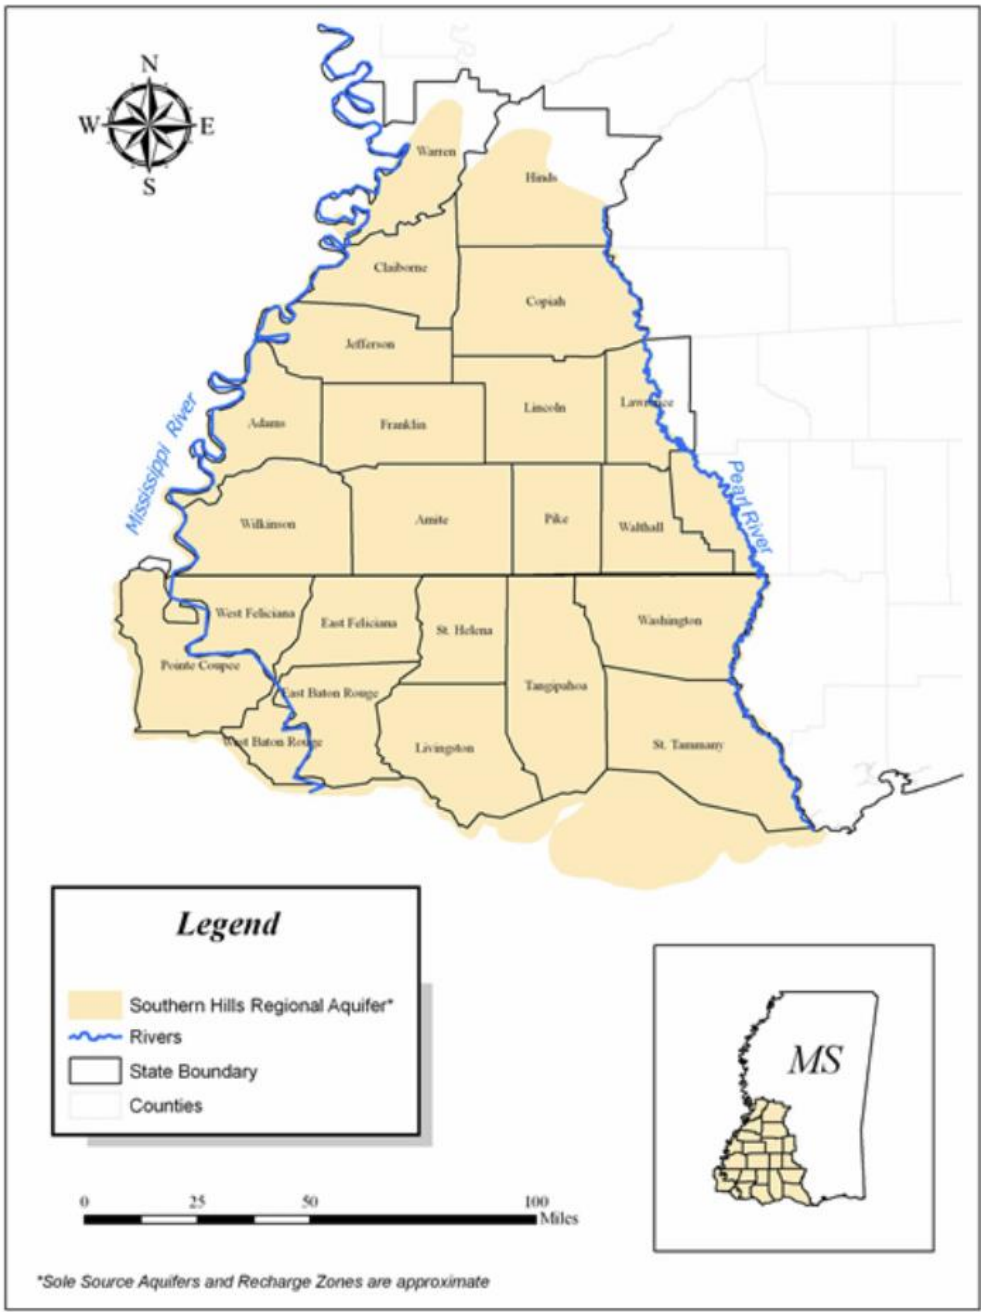 N
W E
S
Warren
Hinds
Claiborne
Copiah
Jefferson
Lincoln
Lawrence
Adams
Franklin
Mississippi River
Pearl River
Wilkinson
Amite
Pike
Walthall
West Feliciana
East Feliciana
St. Helena
Washington
Pointe Coupee
East Baton Rouge
Tangipahoa
West Baton Rouge
Livingston
St. Tammany
Legend
Southern Hills Regional Aquifer*
Rivers
State Boundary
Counties
MS
0 25 50 100
Miles
*Sole Source Aquifers and Recharge Zones are approximate